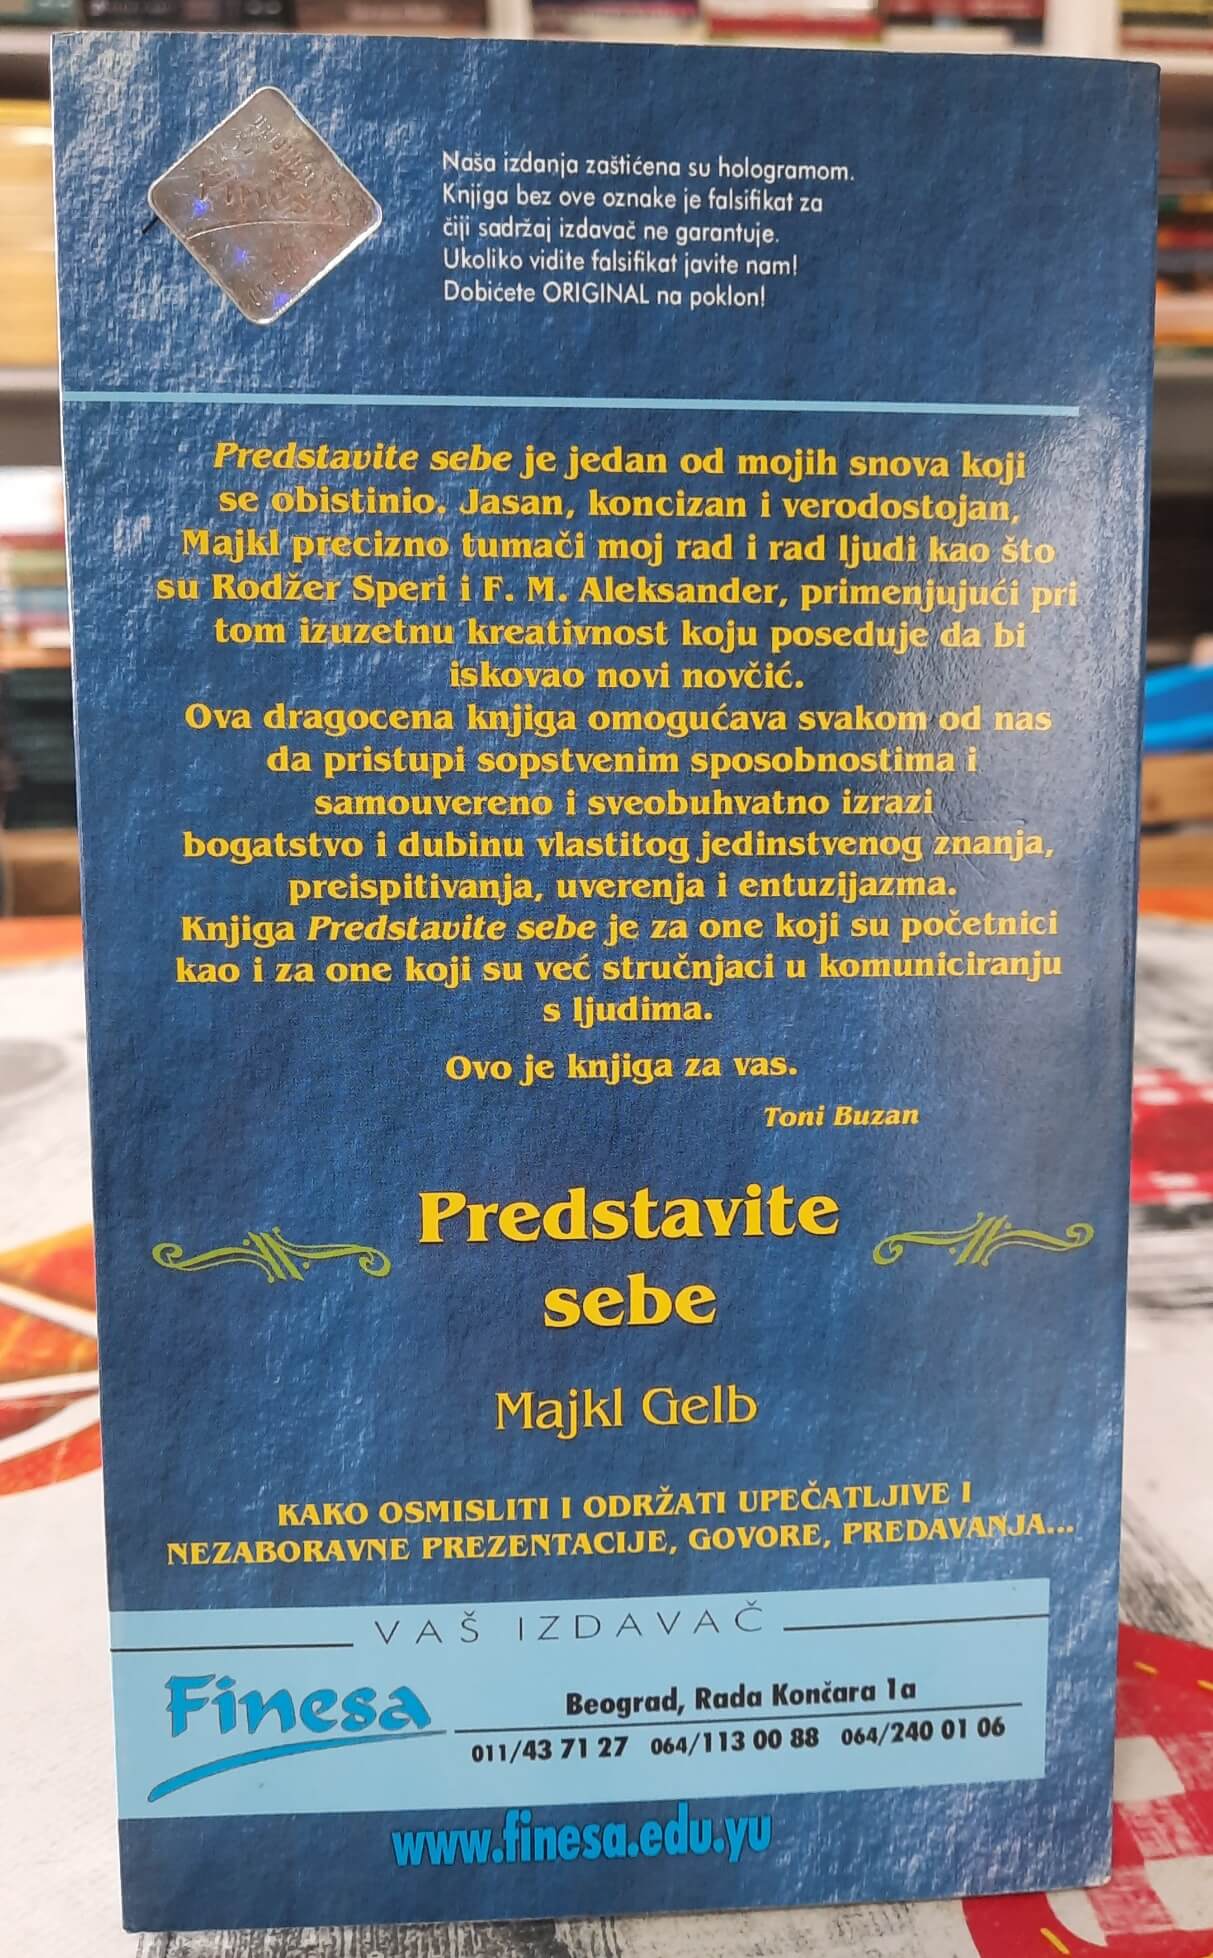 Naša izdanja zaštićena su hologramom.
Knjiga bez ove oznake je falsifikat za
čiji sadržaj izdavač ne garantuje.
Ukoliko vidite falsifikat javite nam!
Dobićete ORIGINAL na poklon!
Predstavite sebe je jedan od mojih snova koji
se obistinio. Jasan, koncizan i verodostojan,
Majkl precizno tumači moj rad i rad ljudi kao što
su Rodžer Speri i F. M. Aleksander, primenjujući pri
tom izuzetnu kreativnost koju poseduje da bi
iskovao novi novčić.
Ova dragocena knjiga omogućava svakom od nas
da pristupi sopstvenim sposobnostima i
samouvereno i sveobuhvatno izrazi
bogatstvo i dubinu vlastitog jedinstvenog znanja,
preispitivanja, uverenja i entuzijazma.
Knjiga Predstavite sebe je za one koji su početnici
kao i za one koji su već stručnjaci u komuniciranju
s ljudima.
Ovo je knjiga za vas.
Toni Buzan
Predstavite
sebe
Majkl Gelb
KAKO OSMISLITI I ODRŽATI UPEČATLJIVE I
NEZABORAVNE PREZENTACIJE, GOVORE, PREDAVANJA...
VAŠ IZDAVAČ
Finesa
Beograd, Rada Končara 1a
011/43 71 27 064/113 00 88 064/240 01 06
www.finesa.edu.yu